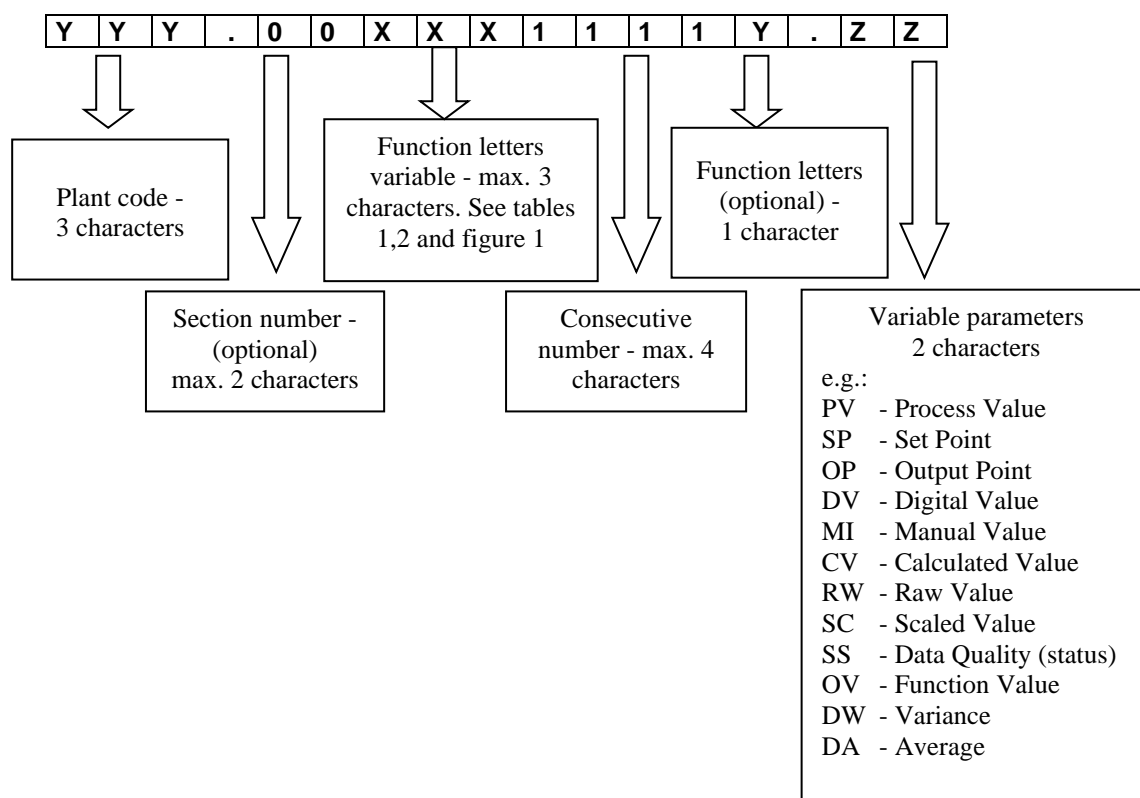 Y Y Y . 0 0 X X X 1 1 1 1 Y . Z Z
Plant code -
3 characters
Function letters
variable - max. 3
characters. See tables
1,2 and figure 1
Function letters
(optional) -
1 character
Section number -
(optional)
max. 2 characters
Consecutive
number - max. 4
characters
Variable parameters
2 characters
e.g.:
PV - Process Value
SP - Set Point
OP - Output Point
DV - Digital Value
MI - Manual Value
CV - Calculated Value
RW - Raw Value
SC - Scaled Value
SS - Data Quality (status)
OV - Function Value
DW - Variance
DA - Average